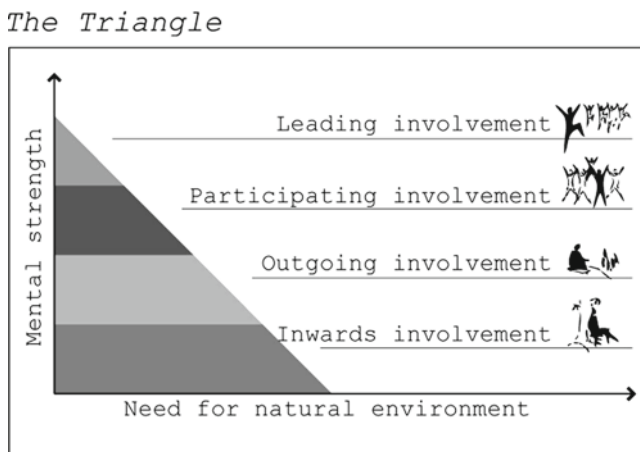 The Triangle
Mental strength
Leading involvement
Participating involvement
Outgoing involvement
Inwards involvement
Need for natural environment